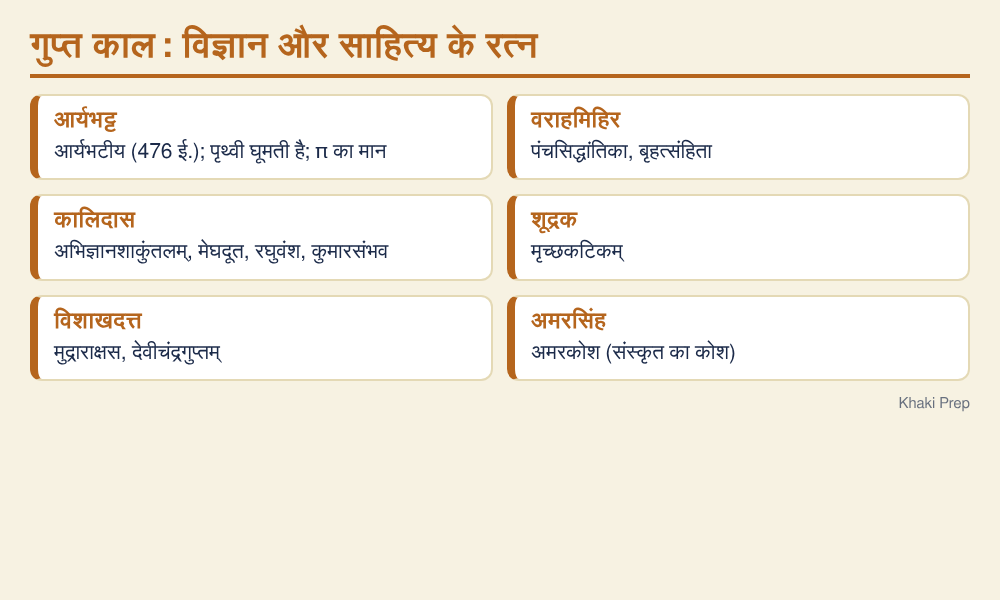 गुप्त काल : विज्ञान और साहित्य के रत्न
आर्यभट्ट
आर्यभटीय (476 ई.); पृथ्वी घूमती है; π का मान
वराहमिहिर
पंचसिद्धांतिका, बृहत्संहिता
कालिदास
अभिज्ञानशाकुंतलम्, मेघदूत, रघुवंश, कुमारसंभव
शूद्रक
मृच्छकटिकम्
विशाखदत्त
मुद्राराक्षस, देवीचंद्रगुप्तम्
अमरसिंह
अमरकोश (संस्कृत का कोश)
Khaki Prep